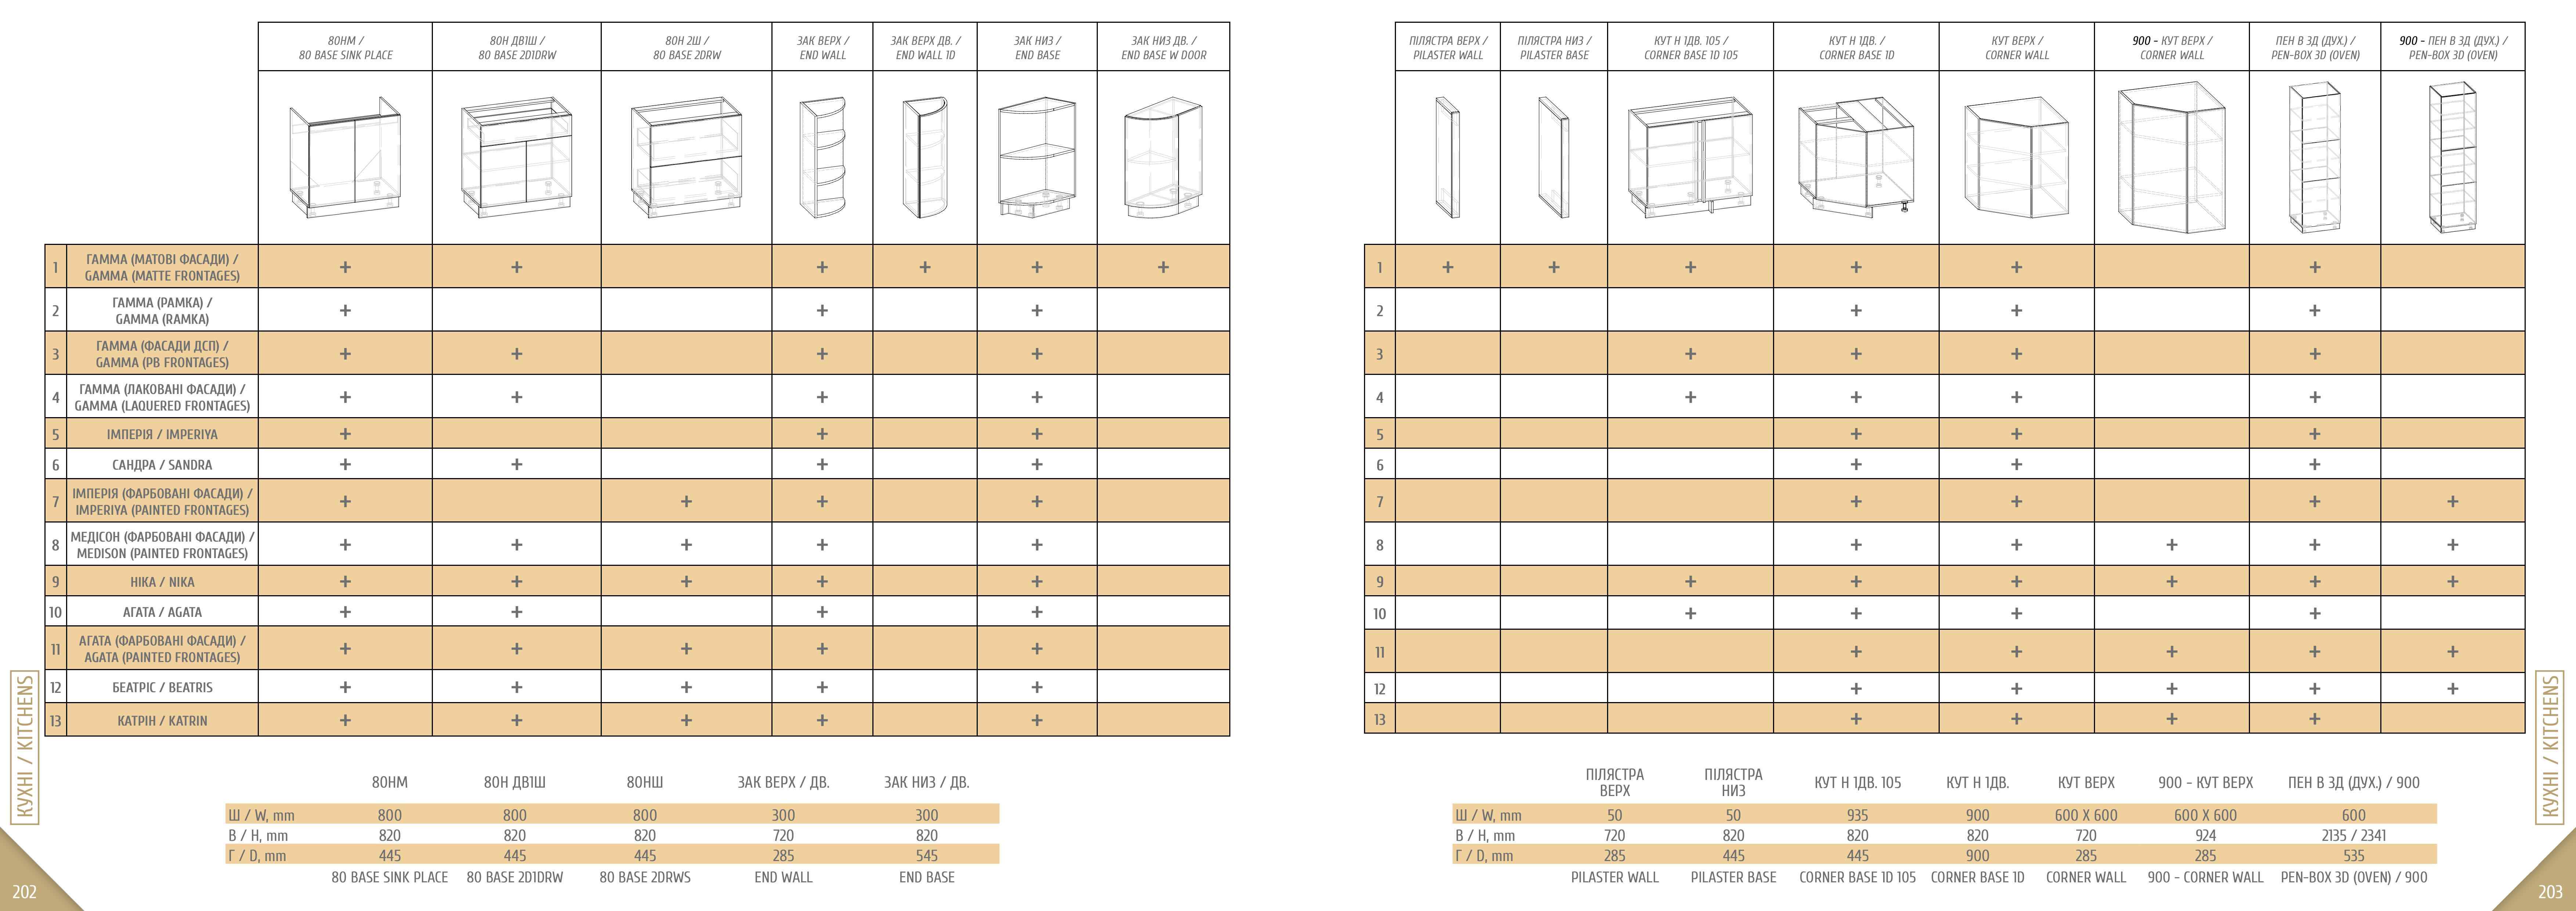 80НМ /
80 BASE SINK PLACE
80Н ДВ1Ш /
80 BASE 2D1DRW
80Н 2Ш /
80 BASE 2DRW
ЗАК ВЕРХ /
END WALL
ЗАК ВЕРХ ДВ. /
END WALL 1D
ЗАК НИЗ /
END BASE
ЗАК НИЗ ДВ. /
END BASE W DOOR
1 ГАММА (МАТОВІ ФАСАДИ) /
GAMMA (MATTE FRONTAGES) + + + + + +
2 ГАММА (РАМКА) /
GAMMA (RAMKA) + + +
3 ГАММА (ФАСАДИ ДСП) /
GAMMA (PB FRONTAGES) + + + +
4 ГАММА (ЛАКОВАНІ ФАСАДИ) /
GAMMA (LAQUERED FRONTAGES) + + + +
5 ІМПЕРІЯ / IMPERIYA + + +
6 САНДРА / SANDRA + + + +
7 ІМПЕРІЯ (ФАРБОВАНІ ФАСАДИ) /
IMPERIYA (PAINTED FRONTAGES) + + + +
8 МЕДІСОН (ФАРБОВАНІ ФАСАДИ) /
MEDISON (PAINTED FRONTAGES) + + + + +
9 НІКА / NIKA + + + + +
10 АГАТА / AGATA + + + +
11 АГАТА (ФАРБОВАНІ ФАСАДИ) /
AGATA (PAINTED FRONTAGES) + + + + +
12 БЕАТРІС / BEATRIS + + + + +
13 КАТРІН / KATRIN + + + + +
80НМ 80Н ДВ1Ш 80НШ ЗАК ВЕРХ / ДВ. ЗАК НИЗ / ДВ.
Ш / W, mm 800 800 800 300 300
В / H, mm 820 820 820 720 820
Г / D, mm 445 445 445 285 545
80 BASE SINK PLACE 80 BASE 2D1DRW 80 BASE 2DRWS END WALL END BASE
КУХНІ / KITCHENS
202
ПІЛЯСТРА ВЕРХ /
PILASTER WALL
ПІЛЯСТРА НИЗ /
PILASTER BASE
КУТ Н 1ДВ. 105 /
CORNER BASE 1D 105
КУТ Н 1ДВ. /
CORNER BASE 1D
КУТ ВЕРХ /
CORNER WALL
900 - КУТ ВЕРХ /
CORNER WALL
ПЕН В 3Д (ДУХ.) /
PEN-BOX 3D (OVEN)
900 - ПЕН В 3Д (ДУХ.) /
PEN-BOX 3D (OVEN)
1 + + + + + +
2 + + +
3 + + + +
4 + + + +
5 + + +
6 + + +
7 + + + +
8 + + + + +
9 + + + + + +
10 + + + +
11 + + + + +
12 + + + + +
13 + + + +
ПІЛЯСТРА ВЕРХ ПІЛЯСТРА НИЗ КУТ Н 1ДВ. 105 КУТ Н 1ДВ. КУТ ВЕРХ 900 - КУТ ВЕРХ ПЕН В 3Д (ДУХ.) / 900
Ш / W, mm 50 50 935 900 600 X 600 600 X 600 600
В / H, mm 720 820 820 820 720 924 2135 / 2341
Г / D, mm 285 445 445 900 285 285 535
PILASTER WALL PILASTER BASE CORNER BASE 1D 105 CORNER BASE 1D CORNER WALL 900 - CORNER WALL PEN-BOX 3D (OVEN) / 900
КУХНІ / KITCHENS
203